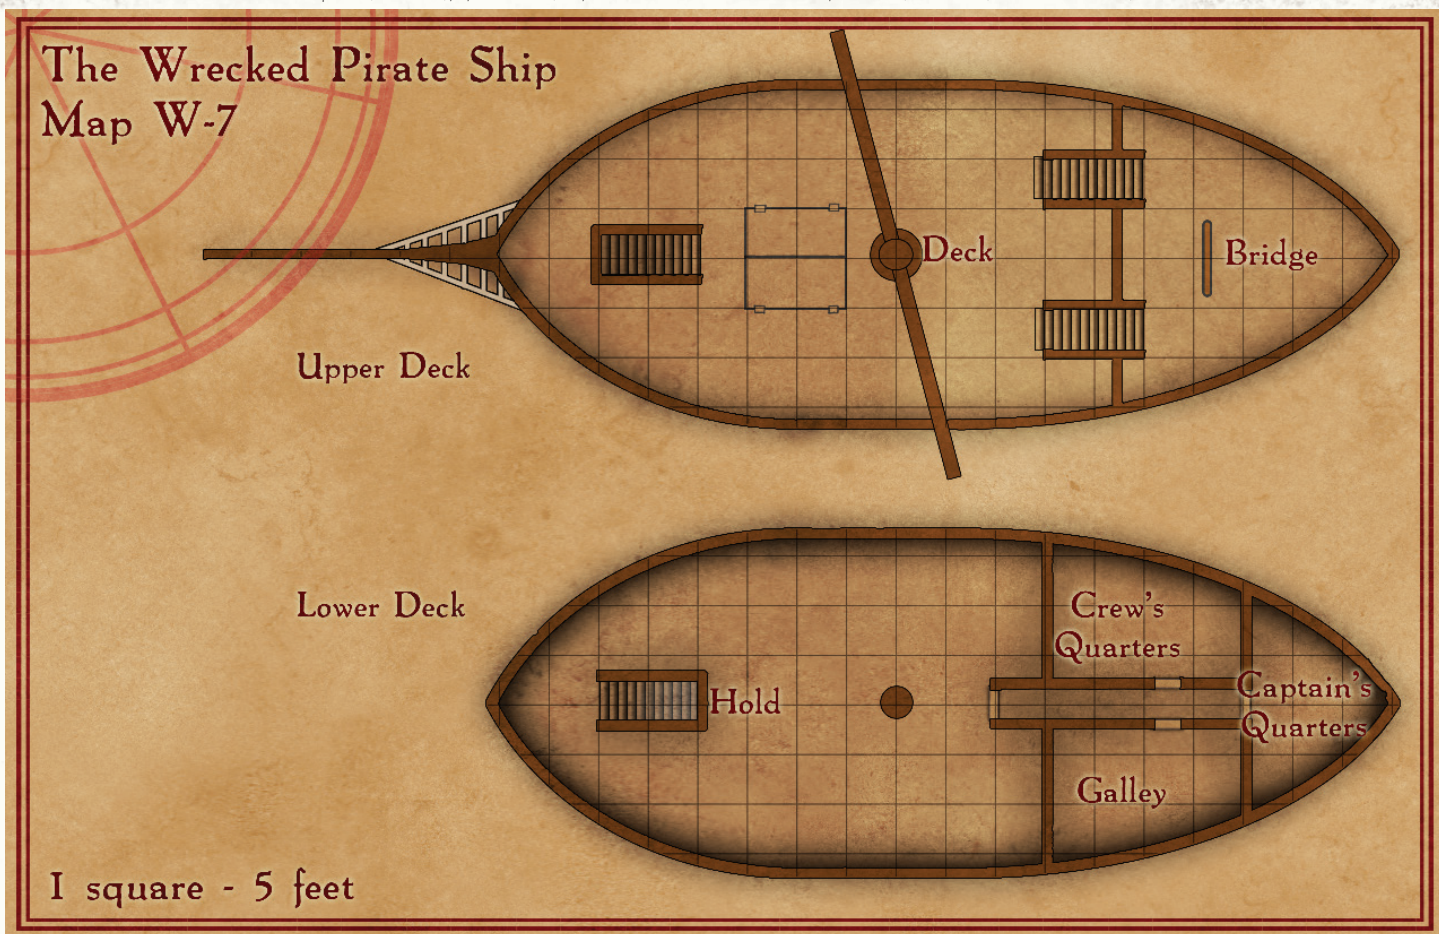 The Wrecked Pirate Ship
Map W-7
Deck
Bridge
Upper Deck
Lower Deck
Crew's
Quarters
Captain's
Quarters
Hold
Galley
1 square - 5 feet